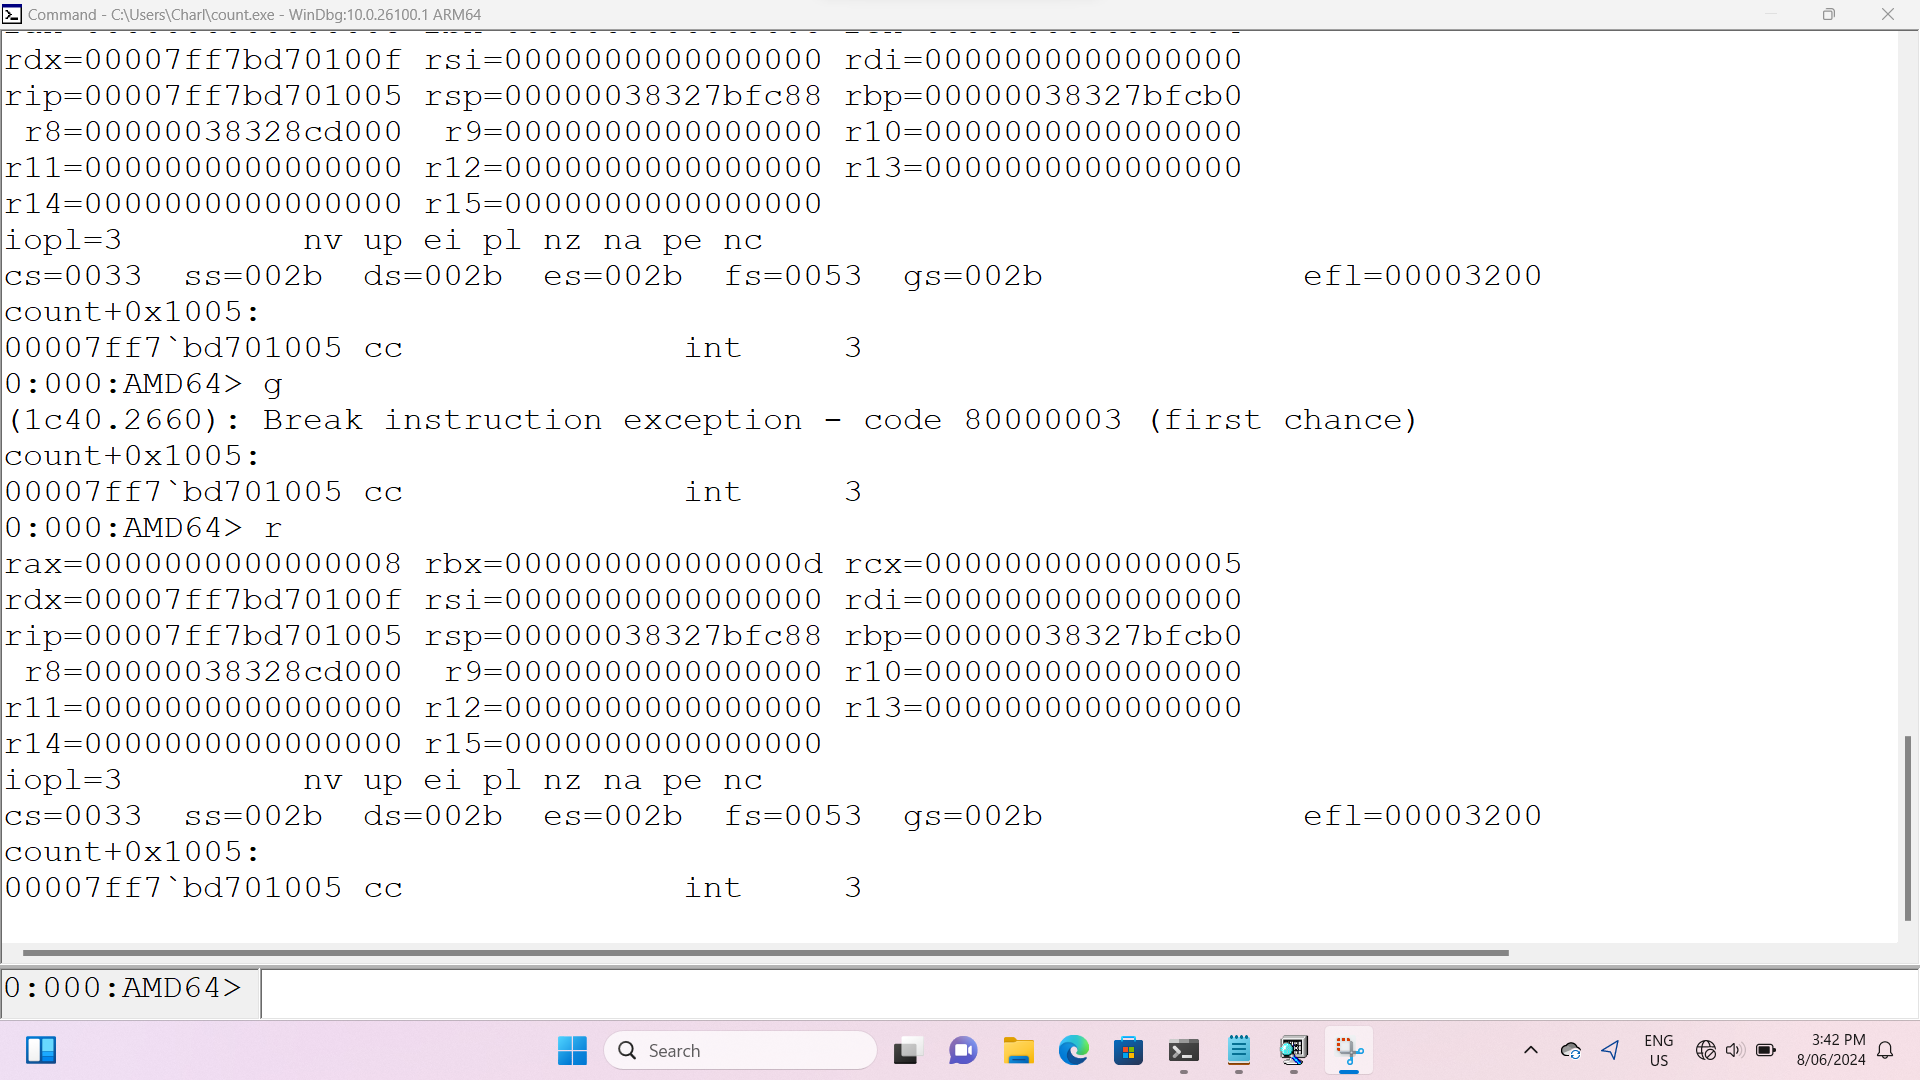 Command - C:\Users\Charl\count.exe - WinDbg:10.0.26100.1 ARM64
rdx=00007ff7bd70100f rsi=0000000000000000 rdi=0000000000000000
rip=00007ff7bd701005 rsp=00000038327bfc88 rbp=00000038327bfcb0
 r8=00000038328cd000  r9=0000000000000000 r10=0000000000000000
r11=0000000000000000 r12=0000000000000000 r13=0000000000000000
r14=0000000000000000 r15=0000000000000000
iopl=3         nv up ei pl nz na pe nc
cs=0033  ss=002b  ds=002b  es=002b  fs=0053  gs=002b             efl=00003200
count+0x1005:
00007ff7`bd701005 cc              int     3
0:000:AMD64> g
(1c40.2660): Break instruction exception - code 80000003 (first chance)
count+0x1005:
00007ff7`bd701005 cc              int     3
0:000:AMD64> r
rax=0000000000000008 rbx=000000000000000d rcx=0000000000000005
rdx=00007ff7bd70100f rsi=0000000000000000 rdi=0000000000000000
rip=00007ff7bd701005 rsp=00000038327bfc88 rbp=00000038327bfcb0
 r8=00000038328cd000  r9=0000000000000000 r10=0000000000000000
r11=0000000000000000 r12=0000000000000000 r13=0000000000000000
r14=0000000000000000 r15=0000000000000000
iopl=3         nv up ei pl nz na pe nc
cs=0033  ss=002b  ds=002b  es=002b  fs=0053  gs=002b             efl=00003200
count+0x1005:
00007ff7`bd701005 cc              int     3
0:000:AMD64>
Search
ENG
US
3:42 PM
8/06/2024